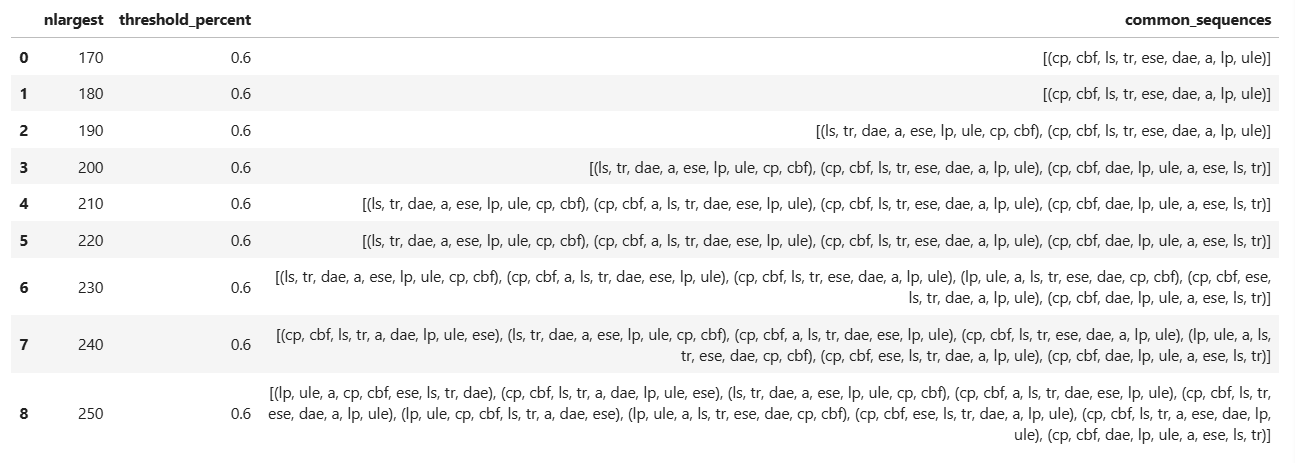 nlargest threshold_percent common_sequences
0 170 0.6 [(cp, cbf, ls, tr, ese, dae, a, lp, ule)]
1 180 0.6 [(cp, cbf, ls, tr, ese, dae, a, lp, ule)]
2 190 0.6 [(ls, tr, dae, a, ese, lp, ule, cp, cbf), (cp, cbf, ls, tr, ese, dae, a, lp, ule)]
3 200 0.6 [(ls, tr, dae, a, ese, lp, ule, cp, cbf), (cp, cbf, ls, tr, ese, dae, a, lp, ule), (cp, cbf, dae, lp, ule, a, ese, ls, tr)]
4 210 0.6 [(ls, tr, dae, a, ese, lp, ule, cp, cbf), (cp, cbf, a, ls, tr, dae, ese, lp, ule), (cp, cbf, ls, tr, ese, dae, a, lp, ule), (cp, cbf, dae, lp, ule, a, ese, ls, tr)]
5 220 0.6 [(ls, tr, dae, a, ese, lp, ule, cp, cbf), (cp, cbf, a, ls, tr, dae, ese, lp, ule), (cp, cbf, ls, tr, ese, dae, a, lp, ule), (cp, cbf, dae, lp, ule, a, ese, ls, tr)]
6 230 0.6 [(ls, tr, dae, a, ese, lp, ule, cp, cbf), (cp, cbf, a, ls, tr, dae, ese, lp, ule), (cp, cbf, ls, tr, ese, dae, a, lp, ule), (lp, ule, a, ls, tr, ese, dae, cp, cbf), (cp, cbf, ese,
ls, tr, dae, a, lp, ule), (cp, cbf, dae, lp, ule, a, ese, ls, tr)]
7 240 0.6 [(cp, cbf, ls, tr, a, dae, lp, ule, ese), (ls, tr, dae, a, ese, lp, ule, cp, cbf), (cp, cbf, a, ls, tr, dae, ese, lp, ule), (cp, cbf, ls, tr, ese, dae, a, lp, ule), (lp, ule, a, ls,
tr, ese, dae, cp, cbf), (cp, cbf, ese, ls, tr, dae, a, lp, ule), (cp, cbf, dae, lp, ule, a, ese, ls, tr)]
8 250 0.6 [(lp, ule, a, cp, cbf, ese, ls, tr, dae), (cp, cbf, ls, tr, a, dae, lp, ule, ese), (ls, tr, dae, a, ese, lp, ule, cp, cbf), (cp, cbf, a, ls, tr, dae, ese, lp, ule), (cp, cbf, ls, tr,
ese, dae, a, lp, ule), (lp, ule, cp, cbf, ls, tr, a, dae, ese), (lp, ule, a, ls, tr, ese, dae, cp, cbf), (cp, cbf, ese, ls, tr, dae, a, lp, ule), (cp, cbf, ls, tr, a, ese, dae, lp,
ule), (cp, cbf, dae, lp, ule, a, ese, ls, tr)]